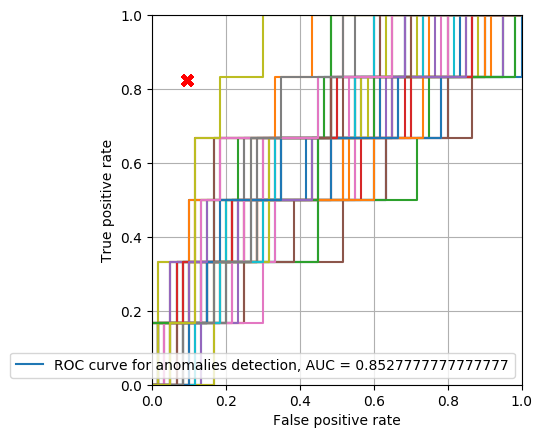 1.0
0.8
0.6
0.4
0.2
0.0
True positive rate
ROC curve for anomalies detection, AUC = 0.8527777777777777
0.0 0.2 0.4 0.6 0.8 1.0
False positive rate